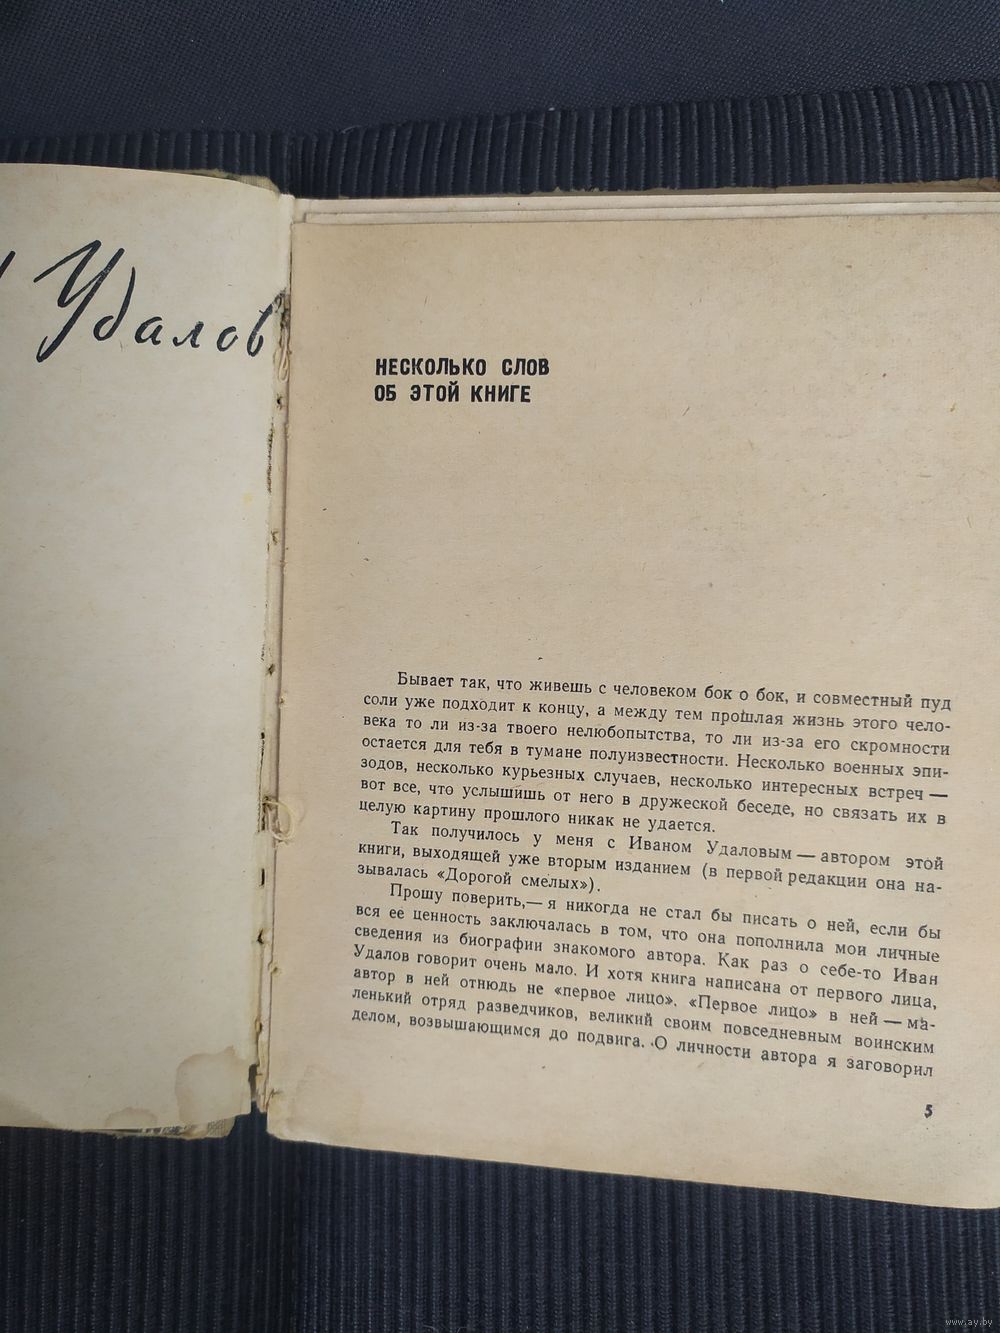 Удалов
НЕСКОЛЬКО СЛОВ
ОБ ЭТОЙ КНИГЕ
Бывает так, что живешь с человеком бок о бок, и совместный пуд
соли уже подходит к концу, а между тем прошлая жизнь этого чело-
века то ли из-за твоего нелюбопытства, то ли из-за его скромности
остается для тебя в тумане полуизвестности. Несколько военных эпи-
зодов, несколько курьезных случаев, несколько интересных встреч —
вот все, что услышишь от него в дружеской беседе, но связать их в
целую картину прошлого никак не удается.
Так получилось у меня с Иваном Удаловым — автором этой
книги, выходящей уже вторым изданием (в первой редакции она на-
зывалась «Дорогой смелых»).
Прошу поверить,— я никогда не стал бы писать о ней, если бы
вся ее ценность заключалась в том, что она пополнила мои личные
сведения из биографии знакомого автора. Как раз о себе-то Иван
Удалов говорит очень мало. И хотя книга написана от первого лица,
автор в ней отнюдь не «первое лицо». «Первое лицо» в ней — ма-
ленький отряд разведчиков, великий своим повседневным воинским
делом, возвышающимся до подвига. О личности автора я заговорил
5
www.ay.by